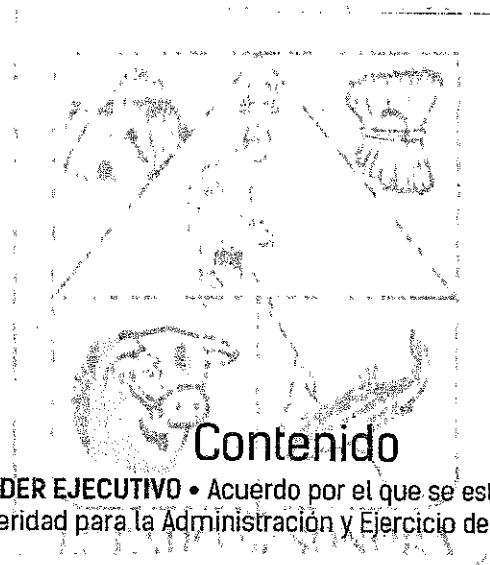 Contenido
DER EJECUTIVO • Acuerdo por el que se est
eridad para la Administración y Ejercicio de